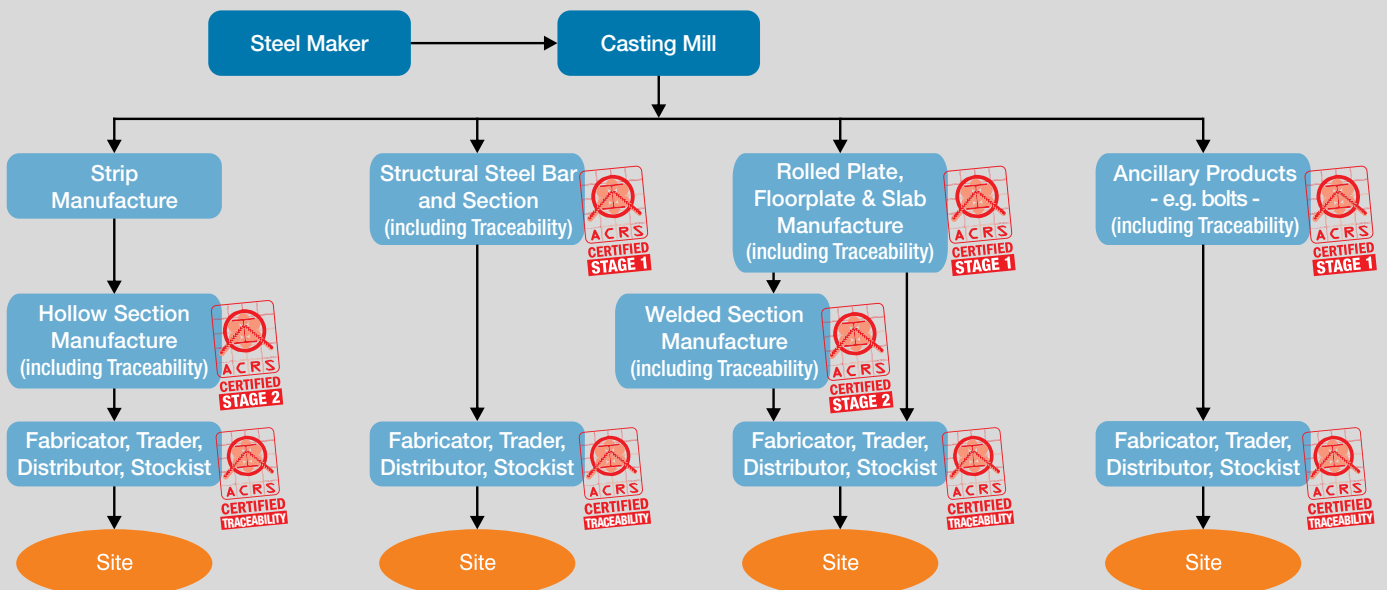 Steel Maker
Casting Mill
Strip
Manufacture
Structural Steel Bar
and Section
(including Traceability)
ACRS
CERTIFIED
STAGE 1
Rolled Plate,
Floorplate & Slab
Manufacture
(including Traceability)
ACRS
CERTIFIED
STAGE 1
Ancillary Products
- e.g. bolts -
(including Traceability)
ACRS
CERTIFIED
STAGE 1
Hollow Section
Manufacture
(including Traceability)
ACRS
CERTIFIED
STAGE 2
Welded Section
Manufacture
(including Traceability)
ACRS
CERTIFIED
STAGE 2
Fabricator, Trader,
Distributor, Stockist
ACRS
CERTIFIED
TRACEABILITY
Fabricator, Trader,
Distributor, Stockist
ACRS
CERTIFIED
TRACEABILITY
Fabricator, Trader,
Distributor, Stockist
ACRS
CERTIFIED
TRACEABILITY
Fabricator, Trader,
Distributor, Stockist
ACRS
CERTIFIED
TRACEABILITY
Site
Site
Site
Site